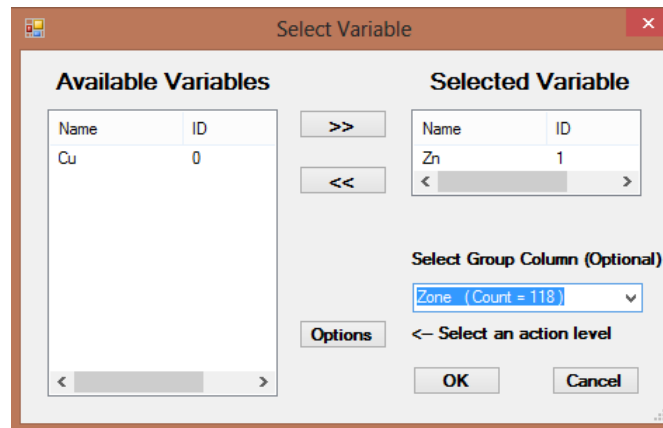 Select Variable
Available Variables
Selected Variable
Name ID
Cu 0
>>
<<
Name ID
Zn 1
Select Group Column (Optional)
Zone (Count = 118)
Options
<-- Select an action level
OK
Cancel